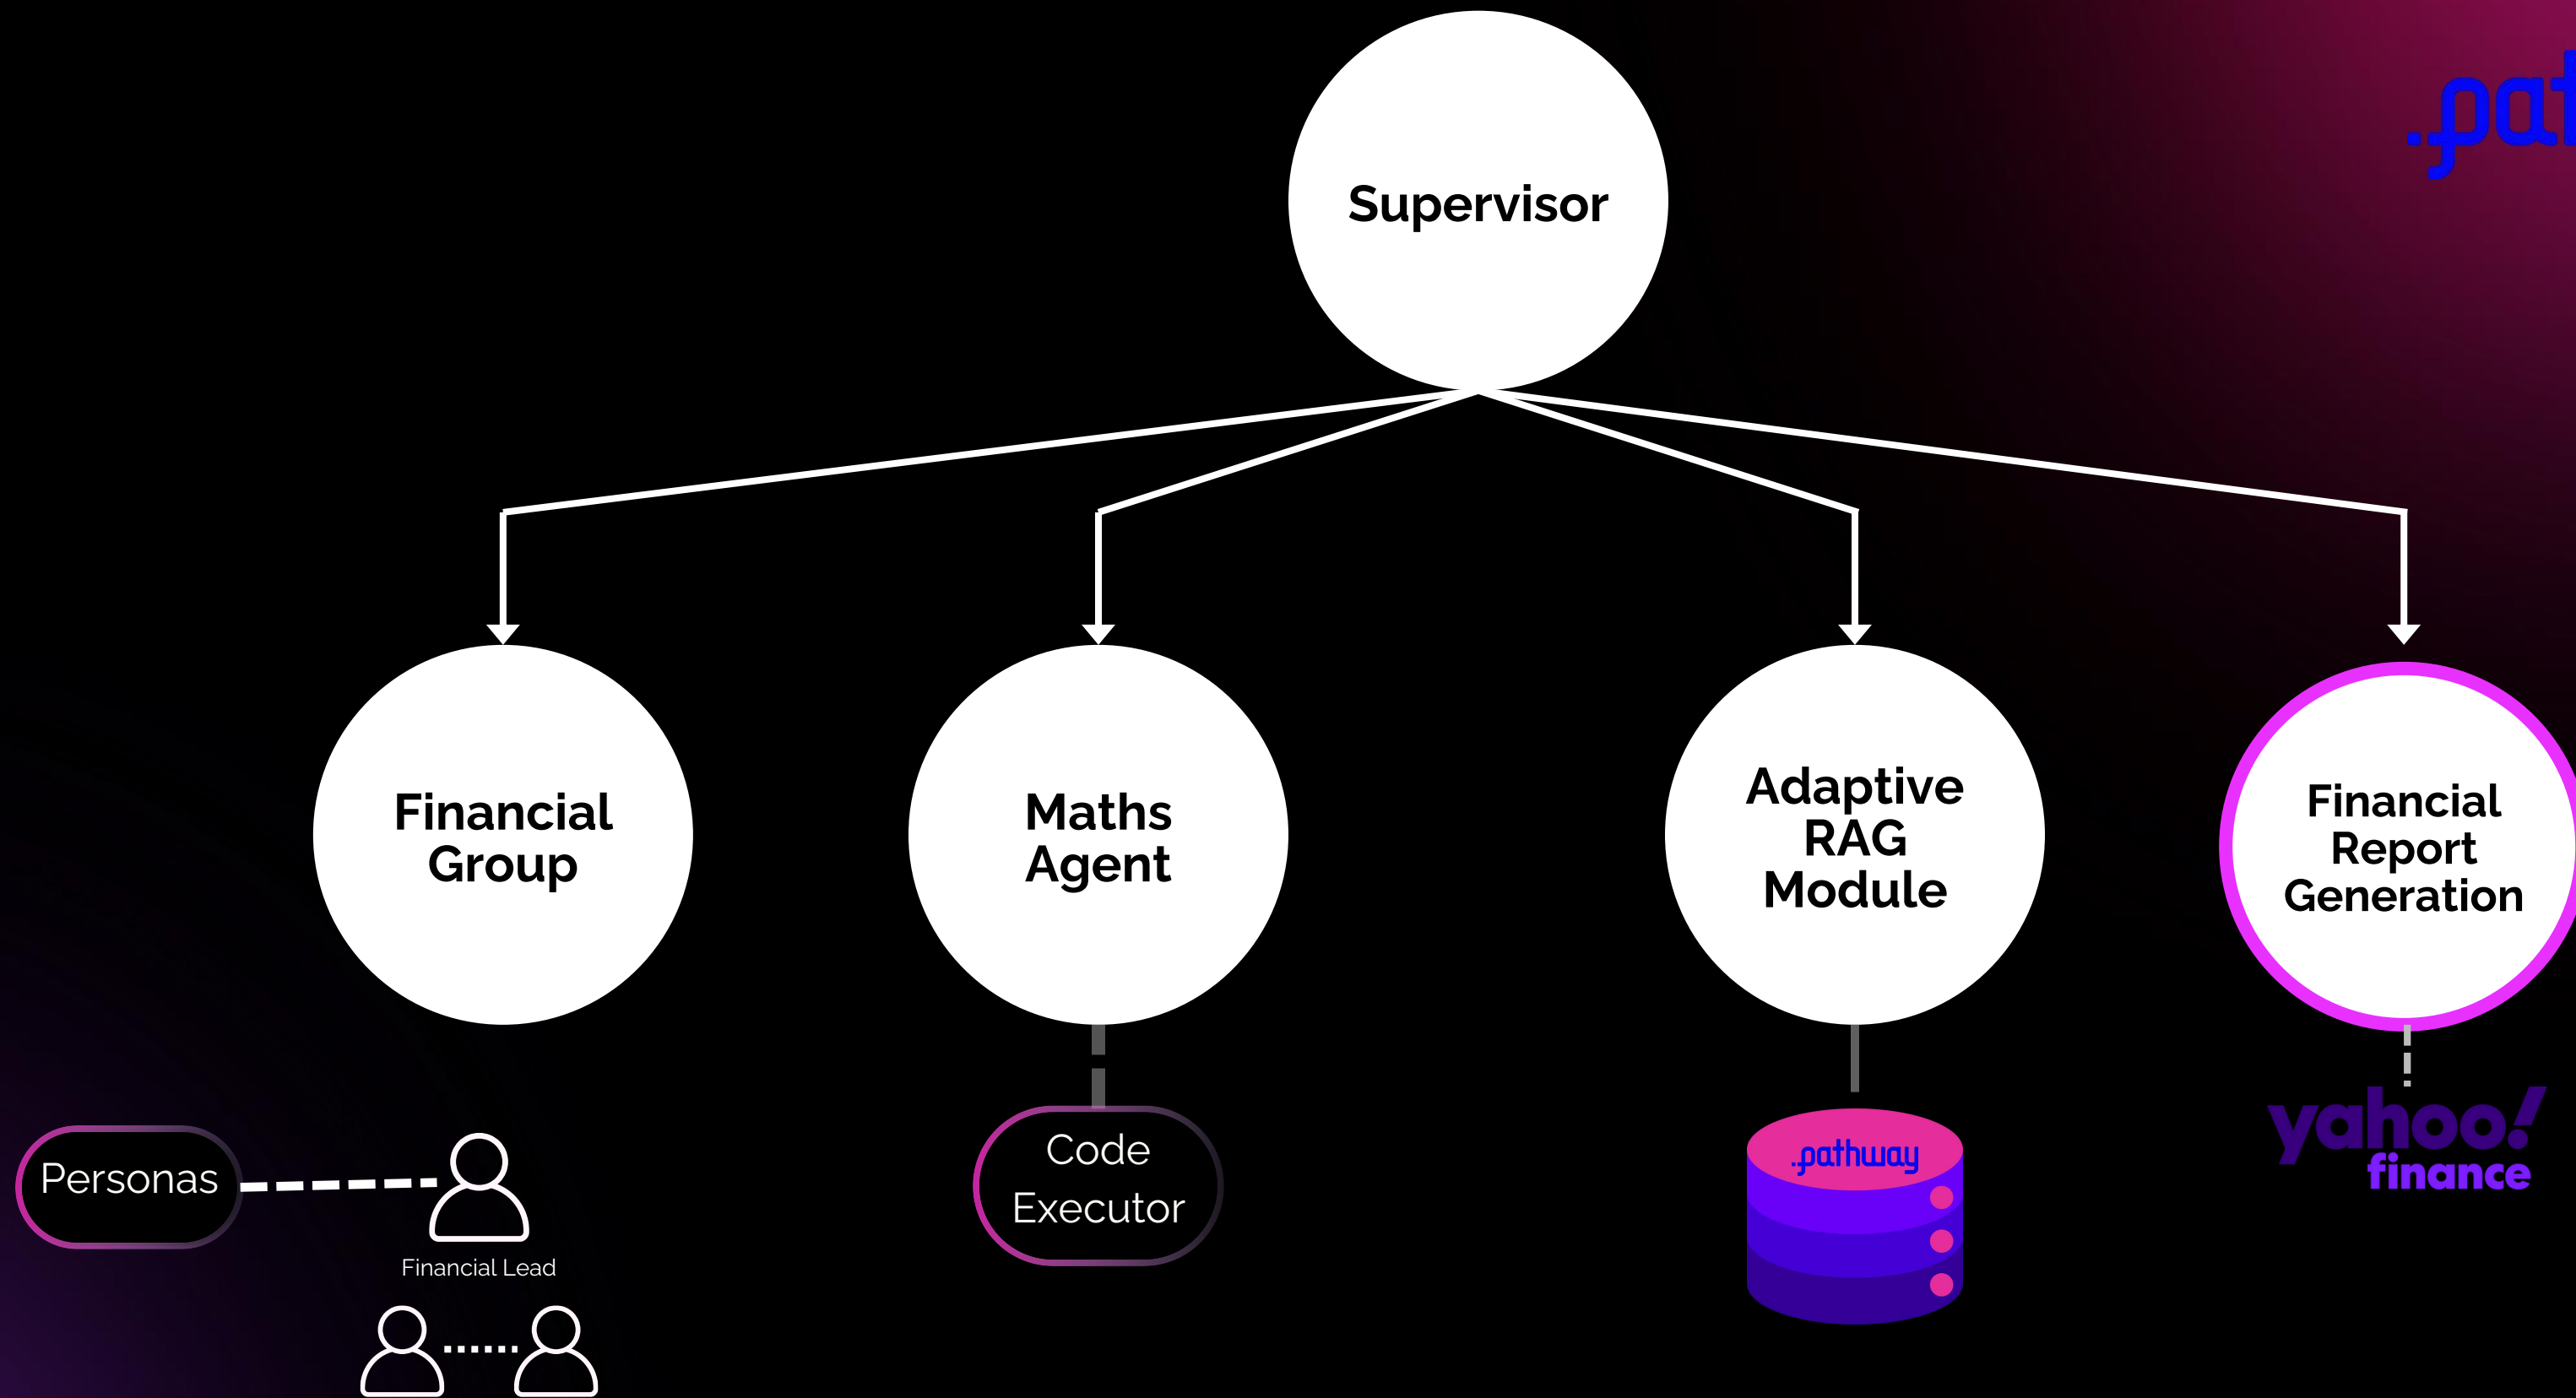 Supervisor
Financial
Group
Maths
Agent
Adaptive
RAG
Module
Financial
Report
Generation
Personas
Financial Lead
Code
Executor
.:pathway
yahoo!
finance